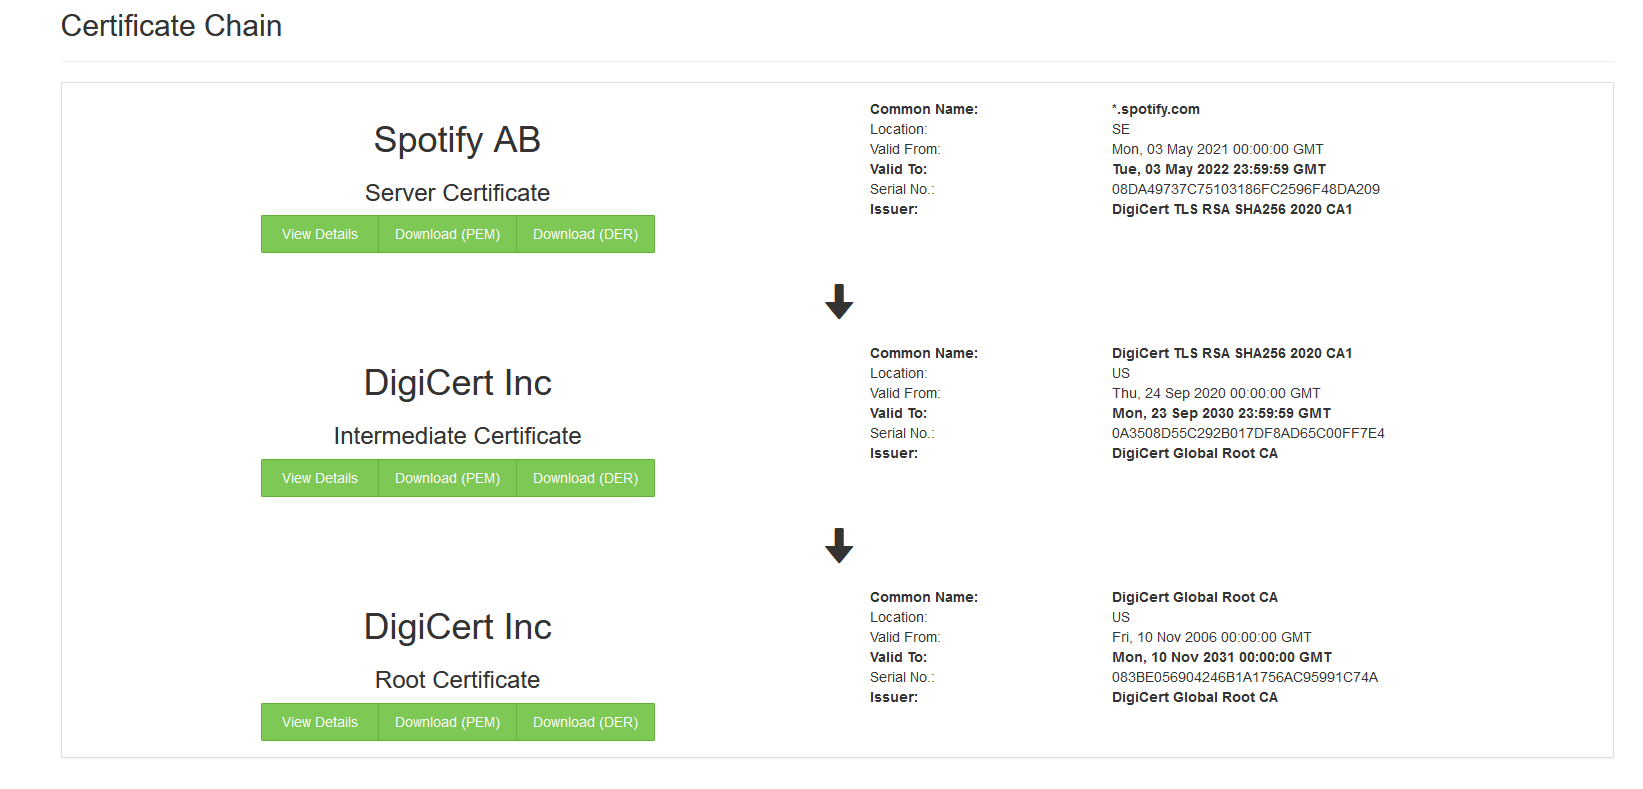 Certificate Chain
Spotify AB
Server Certificate
View Details Download (PEM) Download (DER)
Common Name: *.spotify.com
Location: SE
Valid From: Mon, 03 May 2021 00:00:00 GMT
Valid To: Tue, 03 May 2022 23:59:59 GMT
Serial No.: 08DA49737C75103186FC2596F48DA209
Issuer: DigiCert TLS RSA SHA256 2020 CA1
DigiCert Inc
Intermediate Certificate
View Details Download (PEM) Download (DER)
Common Name: DigiCert TLS RSA SHA256 2020 CA1
Location: US
Valid From: Thu, 24 Sep 2020 00:00:00 GMT
Valid To: Mon, 23 Sep 2030 23:59:59 GMT
Serial No.: 0A3508D55C292B017DF8AD65C00FF7E4
Issuer: DigiCert Global Root CA
DigiCert Inc
Root Certificate
View Details Download (PEM) Download (DER)
Common Name: DigiCert Global Root CA
Location: US
Valid From: Fri, 10 Nov 2006 00:00:00 GMT
Valid To: Mon, 10 Nov 2031 00:00:00 GMT
Serial No.: 083BE056904246B1A1756AC95991C74A
Issuer: DigiCert Global Root CA